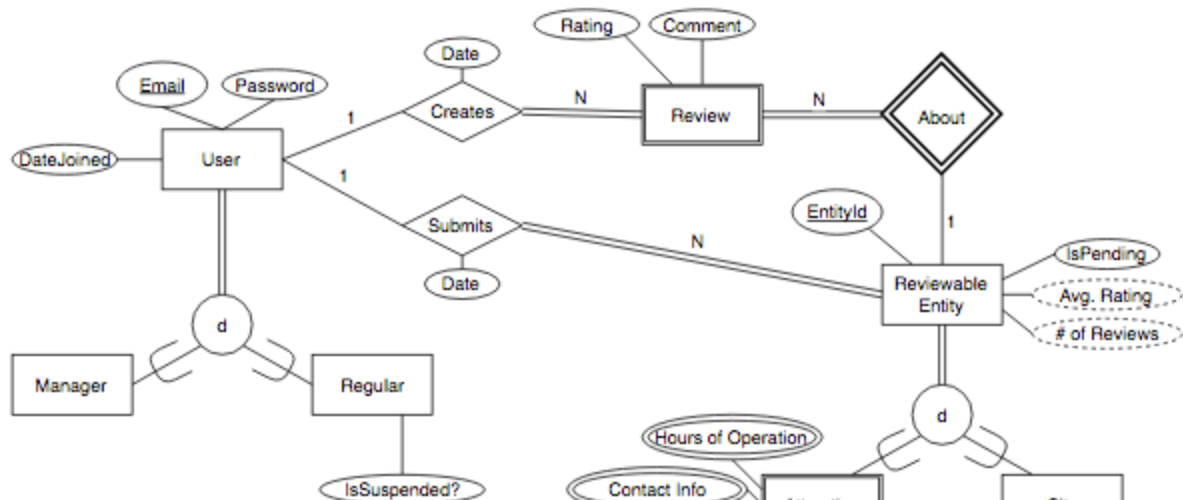 Rating
Comment
Date
Email
Password
Creates
N
Review
N
About
1
DateJoined
User
1
Submits
N
EntityId
1
Date
IsPending
Reviewable
Entity
Avg. Rating
# of Reviews
d
Manager
Regular
d
Hours of Operation
IsSuspended?
Contact Info